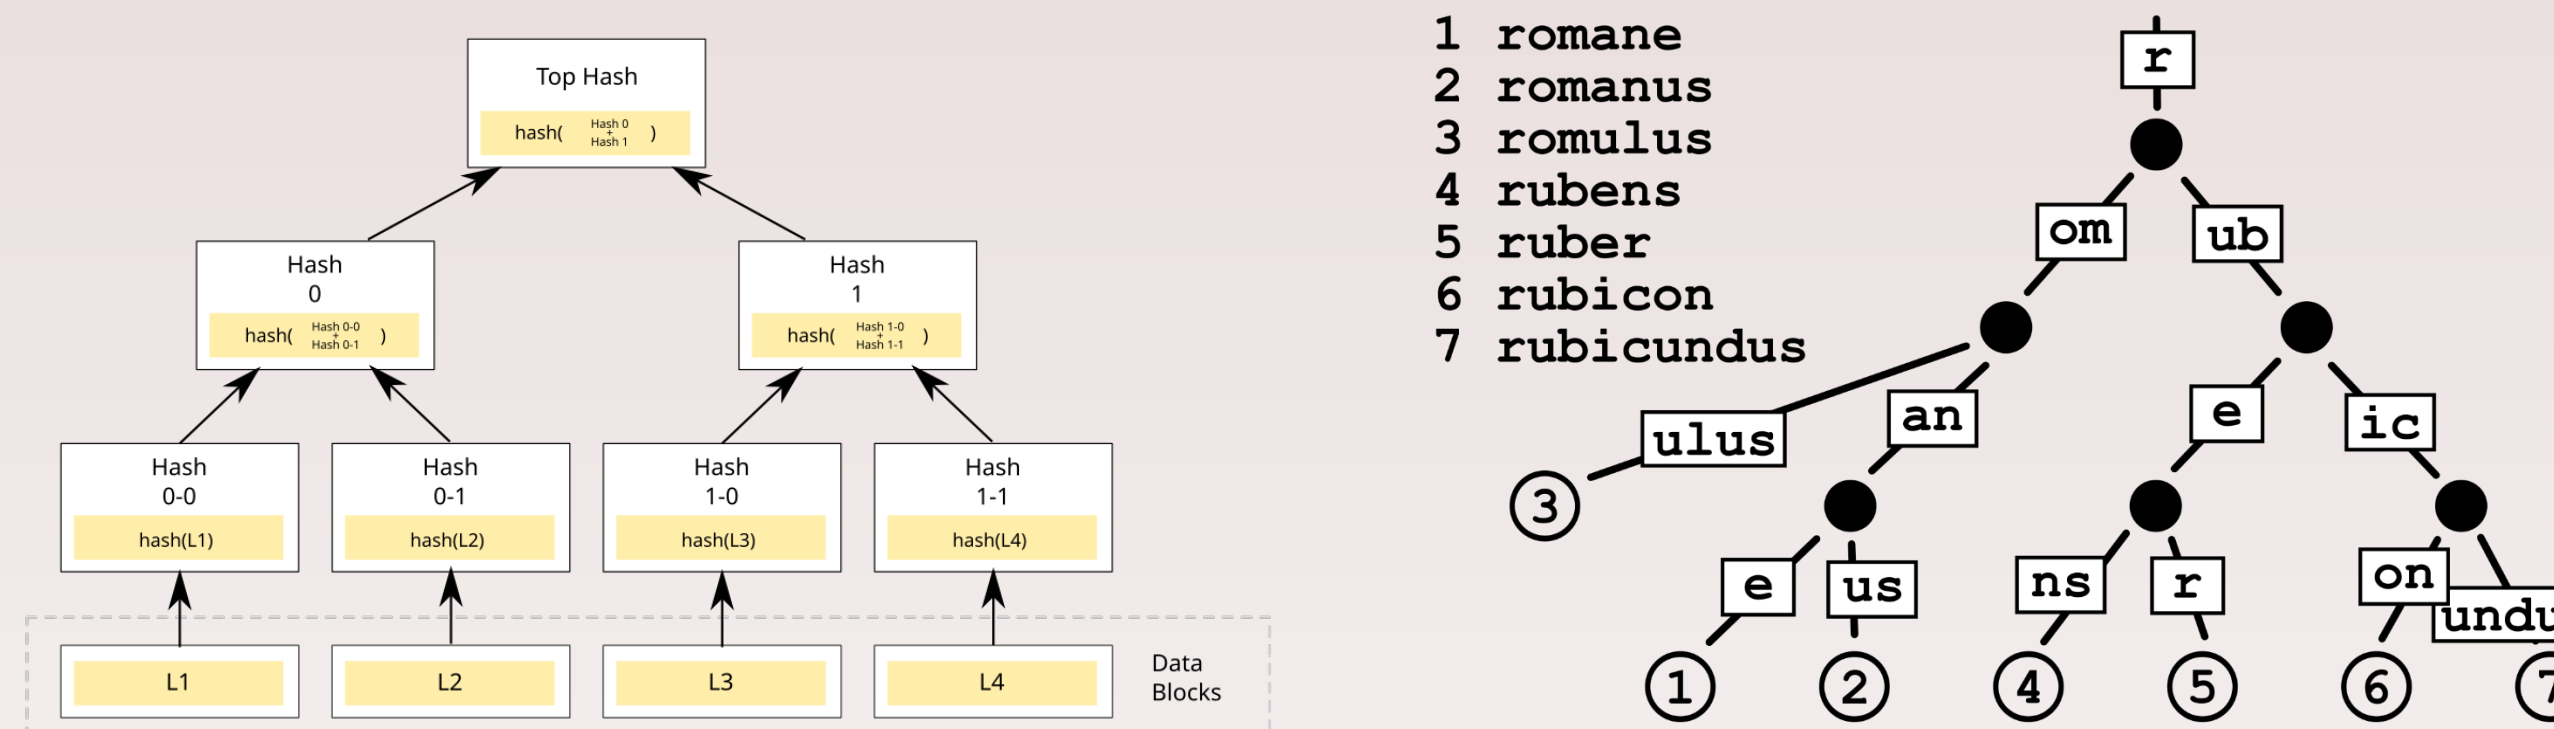 Top Hash
hash( Hash 0 + Hash 1 )
Hash 0
hash( Hash 0-0 + Hash 0-1 )
Hash 1
hash( Hash 1-0 + Hash 1-1 )
Hash 0-0
hash(L1)
Hash 0-1
hash(L2)
Hash 1-0
hash(L3)
Hash 1-1
hash(L4)
L1
L2
L3
L4
Data
Blocks
1 romane
2 romanus
3 romulus
4 rubens
5 ruber
6 rubicon
7 rubicundus
r
om
ub
ulus
an
e
ic
3
e
us
ns
r
on
undu
1
2
4
5
6
7